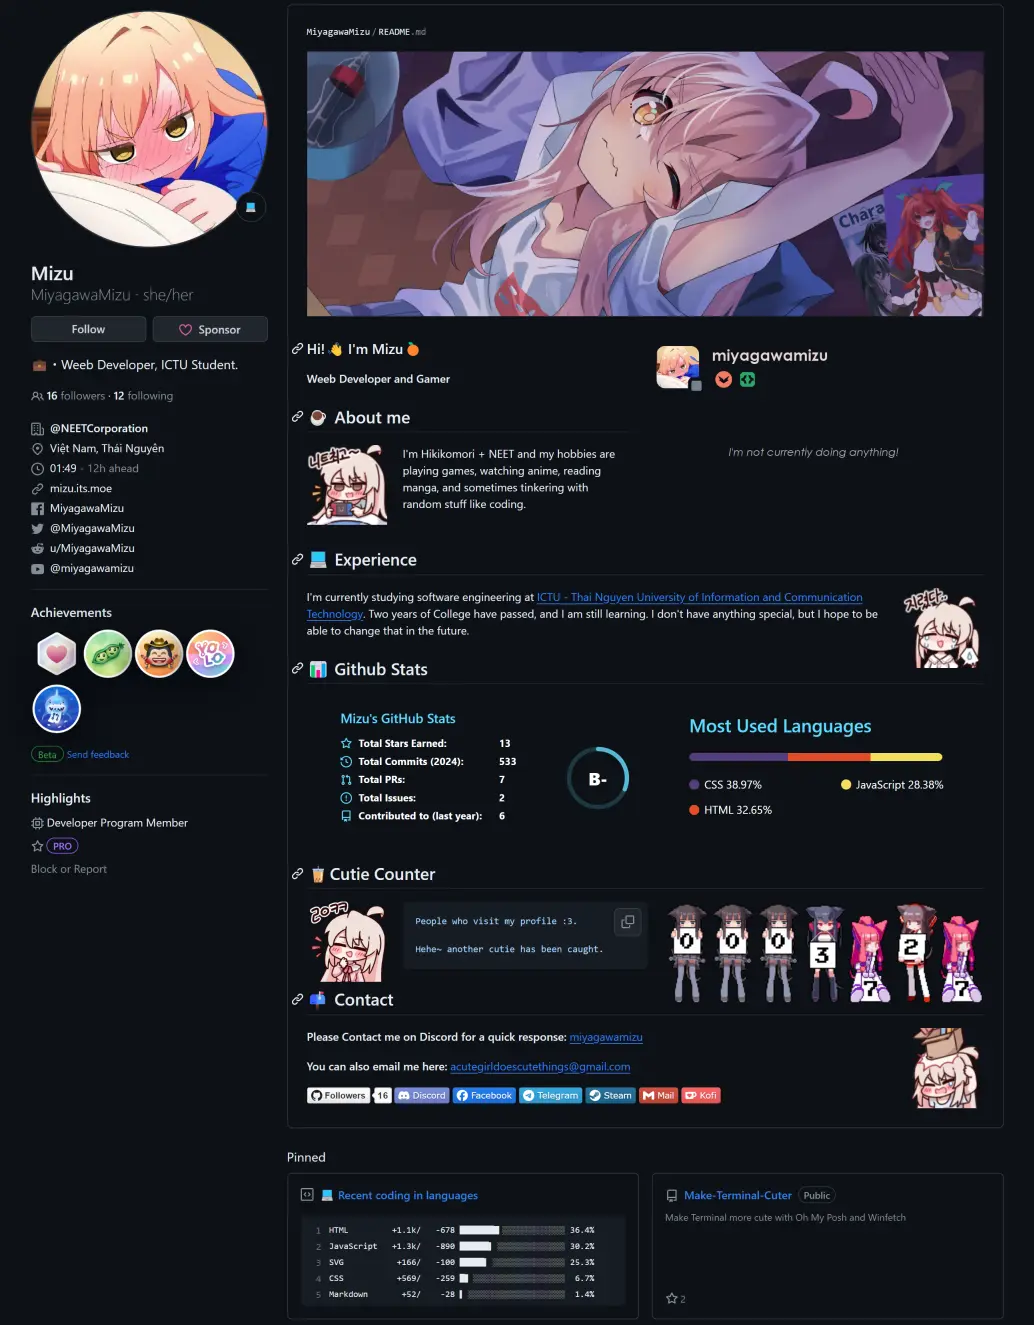 MiyagawaMizu / README.md
Chara
Mizu
MiyagawaMizu · she/her
Follow
Sponsor
• Weeb Developer, ICTU Student.
16 followers · 12 following
@NEETCorporation
Việt Nam, Thái Nguyên
01:49 - 12h ahead
mizu.its.moe
MiyagawaMizu
@MiyagawaMizu
u/MiyagawaMizu
@miyagawamizu
Achievements
YO
LO
Beta Send feedback
Highlights
Developer Program Member
PRO
Block or Report
Hi! 👋 I'm Mizu 🍊
Weeb Developer and Gamer
miyagawamizu
I'm not currently doing anything!
About me
니트최고
I'm Hikikomori + NEET and my hobbies are
playing games, watching anime, reading
manga, and sometimes tinkering with
random stuff like coding.
Experience
I'm currently studying software engineering at ICTU - Thai Nguyen University of Information and Communication
Technology. Two years of College have passed, and I am still learning. I don't have anything special, but I hope to be
able to change that in the future.
지렸다..
Github Stats
Mizu's GitHub Stats
Total Stars Earned: 13
Total Commits (2024): 533
Total PRs: 7
Total Issues: 2
Contributed to (last year): 6
B-
Most Used Languages
CSS 38.97%
JavaScript 28.38%
HTML 32.65%
Cutie Counter
People who visit my profile :3.
Hehe~ another cutie has been caught.
0 0 0 3 7 2 7
Contact
Please Contact me on Discord for a quick response: miyagawamizu
You can also email me here: acutegirldoescutethings@gmail.com
Followers 16 Discord Facebook Telegram Steam Mail Kofi
Pinned
Recent coding in languages
1 HTML +1.1k/ -678 36.4%
2 JavaScript +1.3k/ -890 30.2%
3 SVG +166/ -100 25.3%
4 CSS +569/ -259 6.7%
5 Markdown +52/ -28 1.4%
Make-Terminal-Cuter Public
Make Terminal more cute with Oh My Posh and Winfetch
2